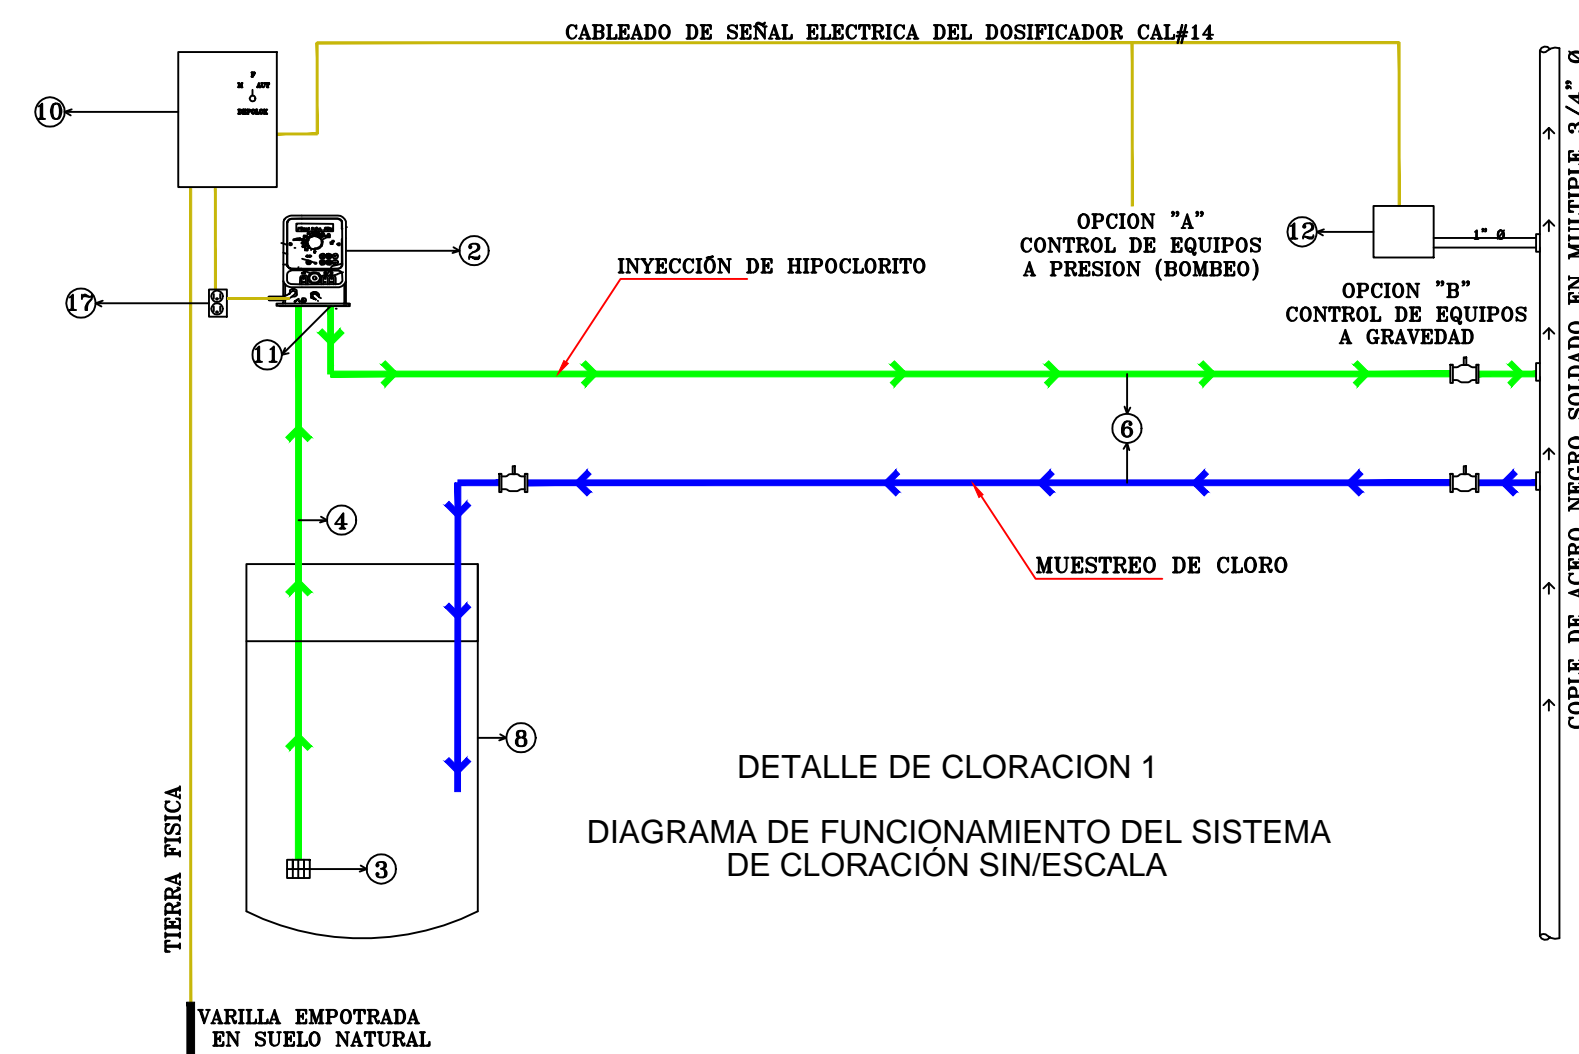 CABLEADO DE SEÑAL ELECTRICA DEL DOSIFICADOR CAL#14
F
M AUT
10
2
OPCION "A"
CONTROL DE EQUIPOS
A PRESION (BOMBEO)
12
1" Ø
INYECCIÓN DE HIPOCLORITO
17
OPCION "B"
CONTROL DE EQUIPOS
A GRAVEDAD
11
6
4
MUESTREO DE CLORO
8
DETALLE DE CLORACION 1
DIAGRAMA DE FUNCIONAMIENTO DEL SISTEMA
DE CLORACIÓN SIN/ESCALA
3
TIERRA FISICA
VARILLA EMPOTRADA
EN SUELO NATURAL
COPLE DE ACERO NEGRO SOLDADO EN MULTIPLE 3/4" Ø